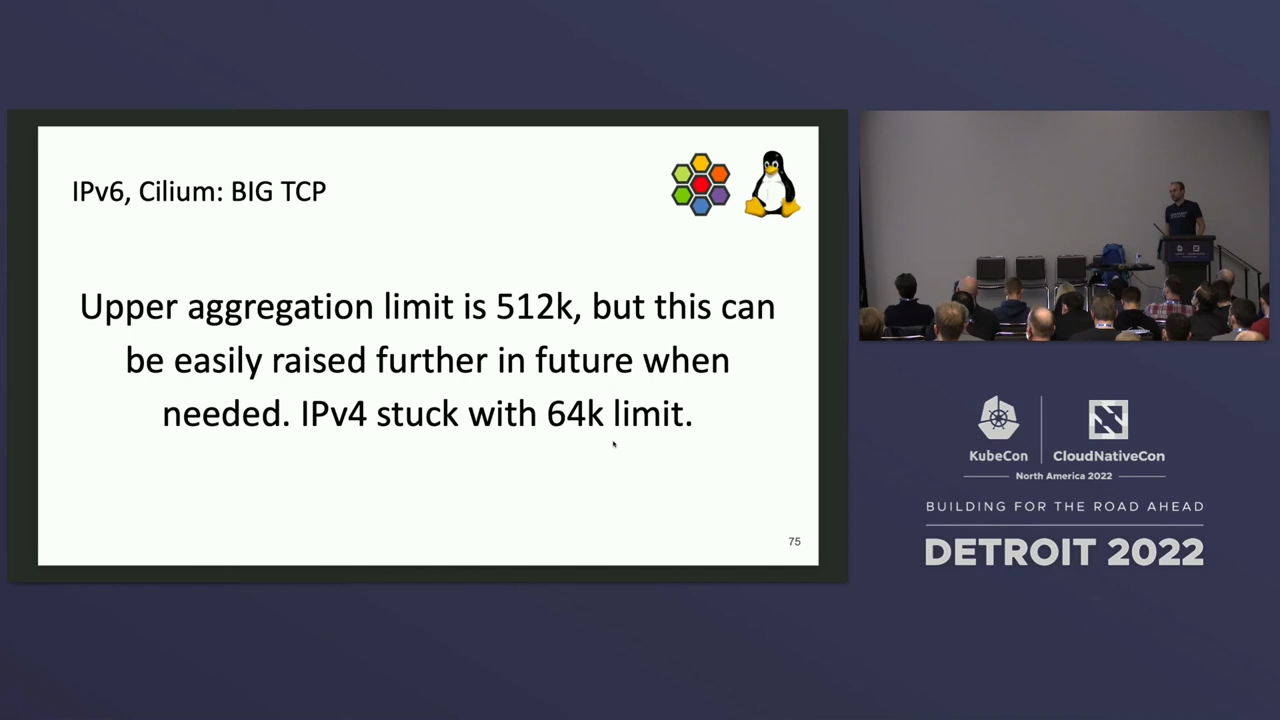 IPv6, Cilium: BIG TCP
Upper aggregation limit is 512k, but this can
be easily raised further in future when
needed. IPv4 stuck with 64k limit.
75
KubeCon
CloudNativeCon
North America 2022
BUILDING FOR THE ROAD AHEAD
DETROIT 2022